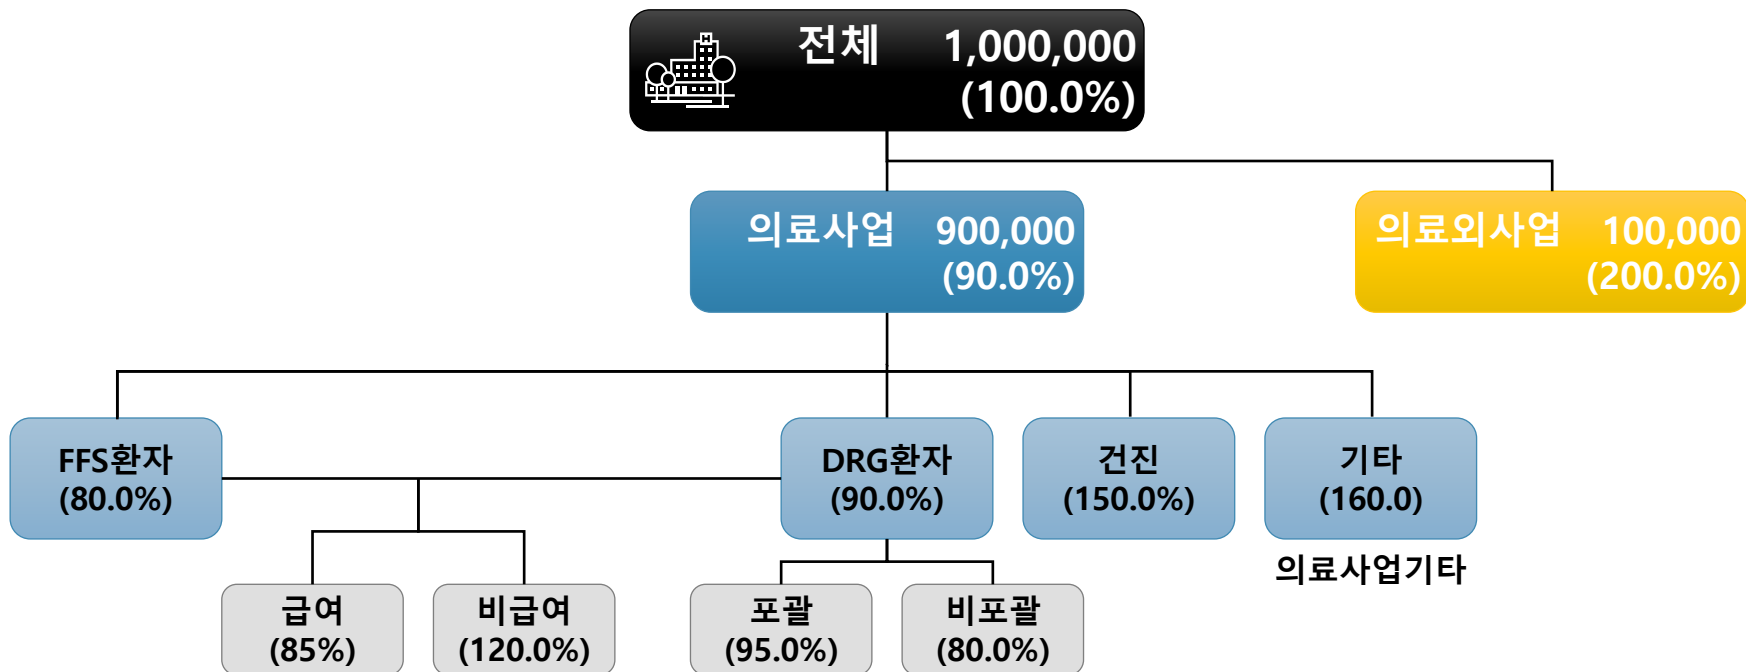 전체 1,000,000
(100.0%)
의료사업 900,000
(90.0%)
의료외사업 100,000
(200.0%)
FFS환자
(80.0%)
DRG환자
(90.0%)
건진
(150.0%)
기타
(160.0)
의료사업기타
급여
(85%)
비급여
(120.0%)
포괄
(95.0%)
비포괄
(80.0%)